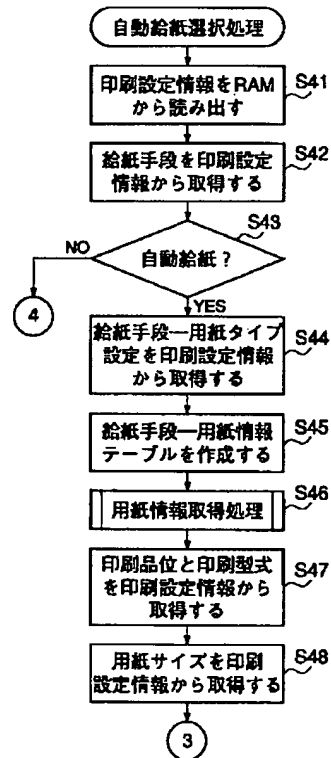 自動給紙選択処理
印刷設定情報をRAM
から読み出す
S41
給紙手段を印刷設定
情報から取得する
S42
自動給紙？
S43
NO
4
YES
給紙手段―用紙タイプ
設定を印刷設定情報
から取得する
S44
給紙手段―用紙情報
テーブルを作成する
S45
用紙情報取得処理
S46
印刷品位と印刷型式
を印刷設定情報から
取得する
S47
用紙サイズを印刷
設定情報から取得する
S48
3